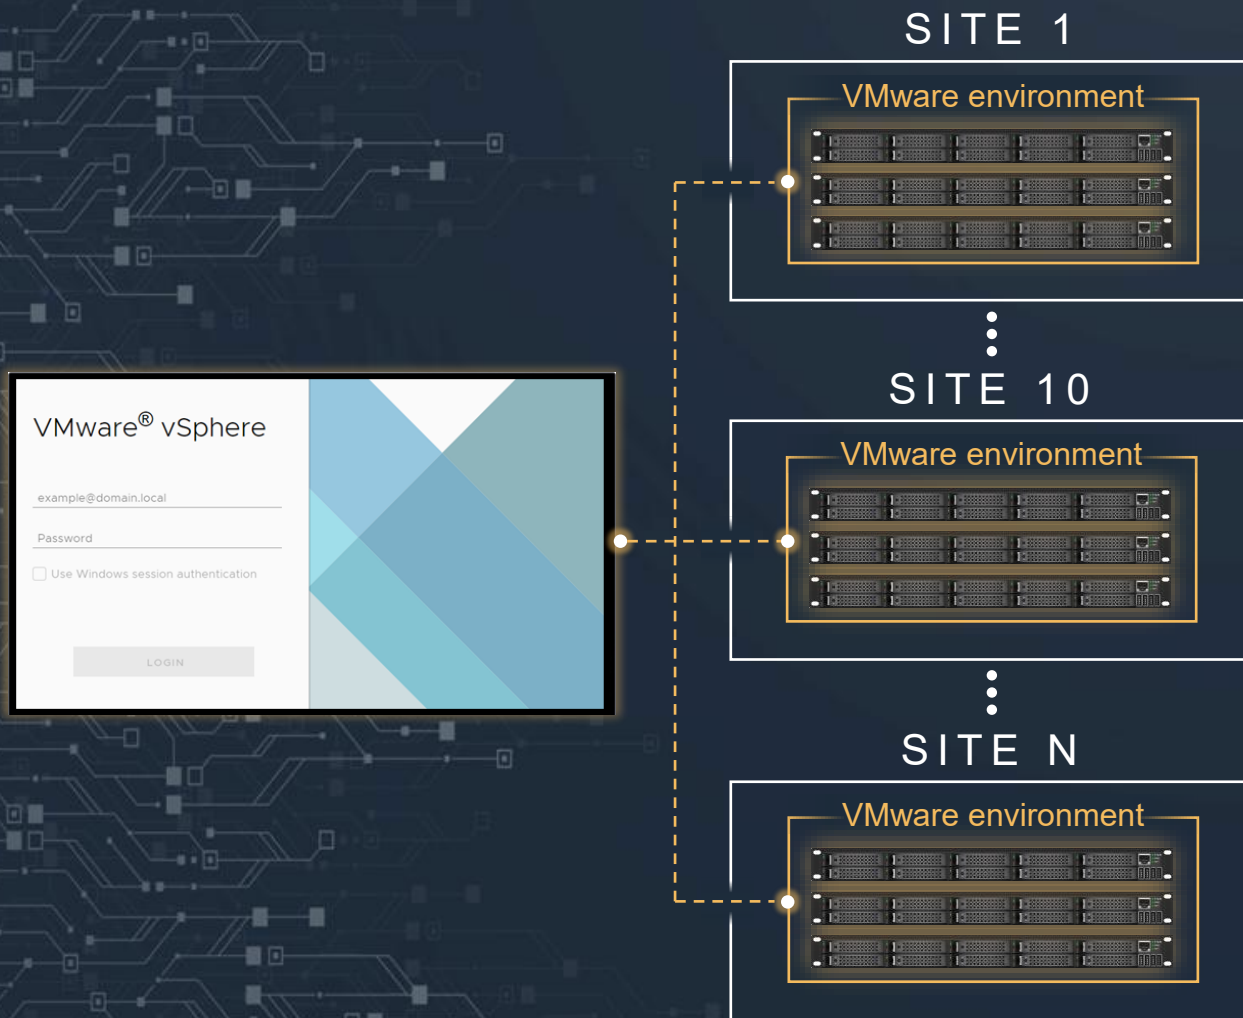 SITE 1
VMware environment
SITE 10
VMware® vSphere
VMware environment
example@domain.local
Password
Use Windows session authentication
LOGIN
SITE N
VMware environment